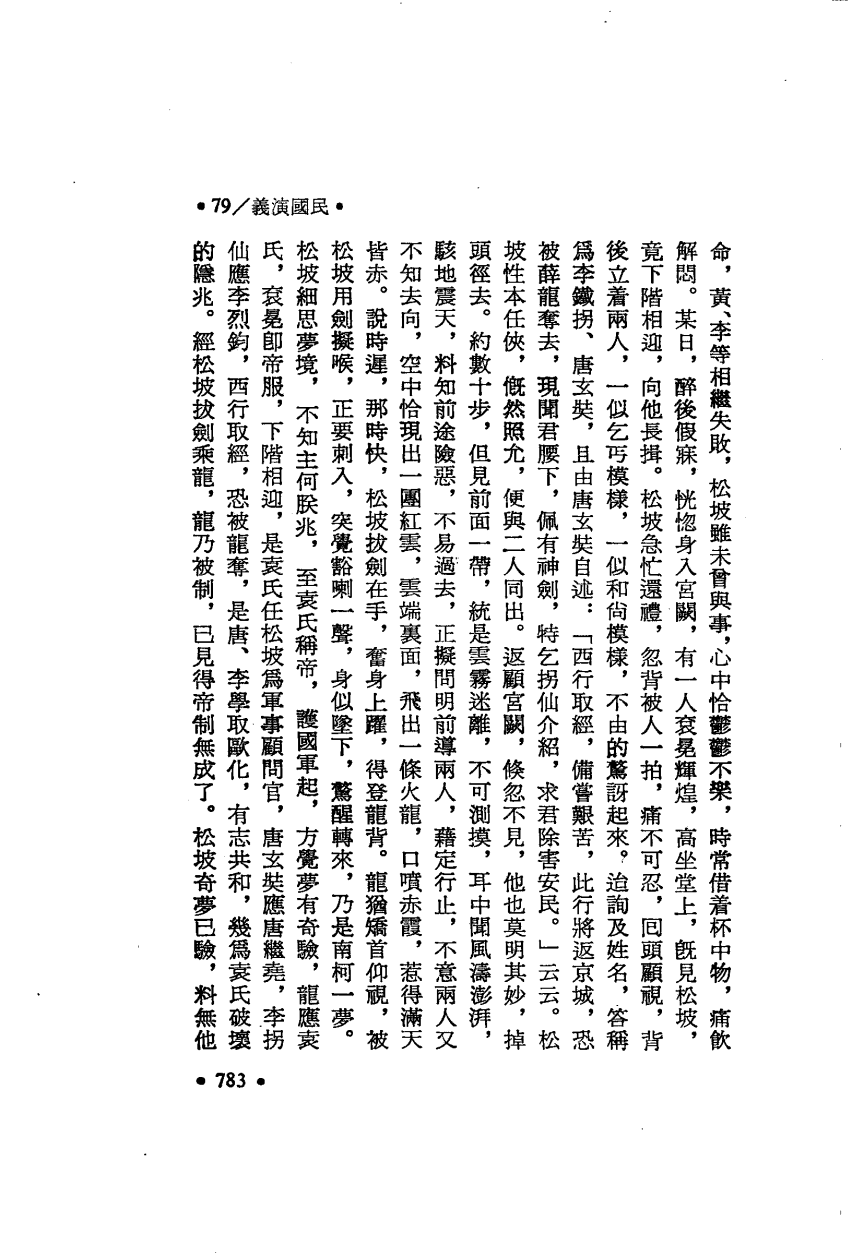 •79／義演國民•
命，黃、李等相繼失敗，松坡雖未曾與事，心中恰鬱鬱不樂，時常借着杯中物，痛飲
解悶。某日，醉後假寐，恍惚身入宮闕，有一人袞冕輝煌，高坐堂上，旣見松坡，
竟下階相迎，向他長揖。松坡急忙還禮，忽背被人一拍，痛不可忍，囘頭顧視，背
後立着兩人，一似乞丐模樣，一似和尙模樣，不由的驚訝起來。迨詢及姓名，答稱
爲李鐵拐、唐玄奘，且由唐玄奘自述：「西行取經，備嘗艱苦，此行將返京城，恐
被薛龍奪去，現聞君腰下，佩有神劍，特乞拐仙介紹，求君除害安民。」云云。松
坡性本任俠，慨然照允，便與二人同出。返顧宮闕，倏忽不見，他也莫明其妙，掉
頭徑去。約數十步，但見前面一帶，統是雲霧迷離，不可測摸，耳中聞風濤澎湃，
駭地震天，料知前途險惡，不易過去，正擬問明前導兩人，藉定行止，不意兩人又
不知去向，空中恰現出一團紅雲，雲端裏面，飛出一條火龍，口噴赤霞，惹得滿天
皆赤。說時遲，那時快，松坡拔劍在手，奮身上躍，得登龍背。龍猶矯首仰視，被
松坡用劍擬喉，正要刺入，突覺豁喇一聲，身似墜下，驚醒轉來，乃是南柯一夢。
松坡細思夢境，不知主何朕兆，至袁氏稱帝，護國軍起，方覺夢有奇驗，龍應袁
氏，袞冕卽帝服，下階相迎，是袁氏任松坡爲軍事顧問官，唐玄奘應唐繼堯，李拐
仙應李烈鈞，西行取經，恐被龍奪，是唐、李學取歐化，有志共和，幾爲袁氏破壞
的隱兆。經松坡拔劍乘龍，龍乃被制，已見得帝制無成了。松坡奇夢已驗，料無他
•783•